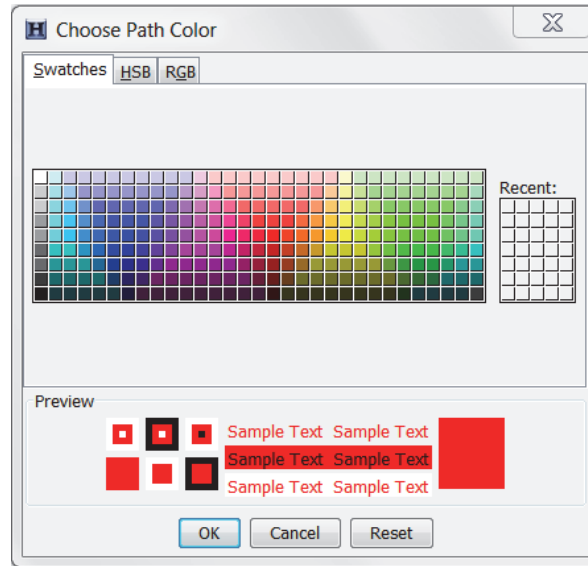 H Choose Path Color
Swatches HSB RGB
Recent:
Preview
Sample Text Sample Text
Sample Text Sample Text
Sample Text Sample Text
OK Cancel Reset